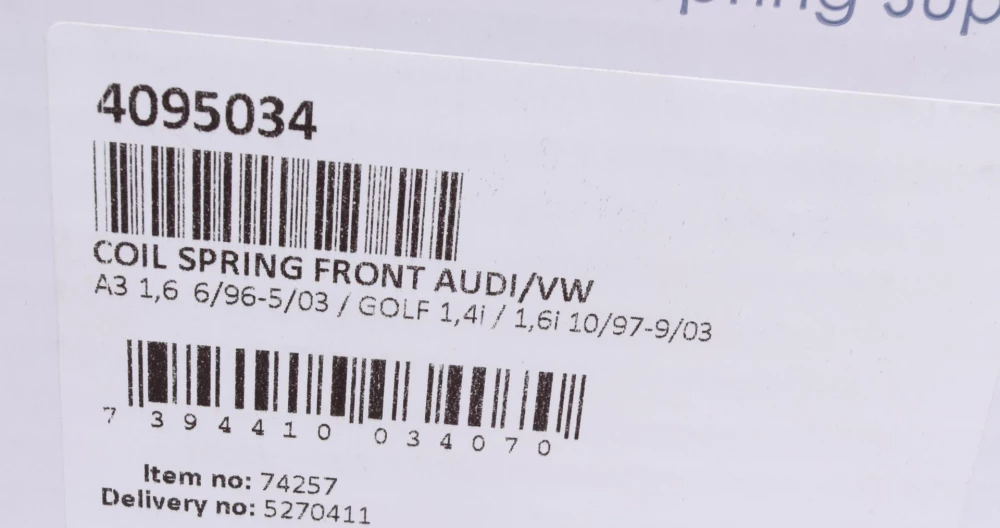 4095034
COIL SPRING FRONT AUDI/VW
A3 1,6 6/96-5/03 / GOLF 1,4i / 1,6i 10/97-9/03
7 394410 034070
Item no: 74257
Delivery no: 5270411